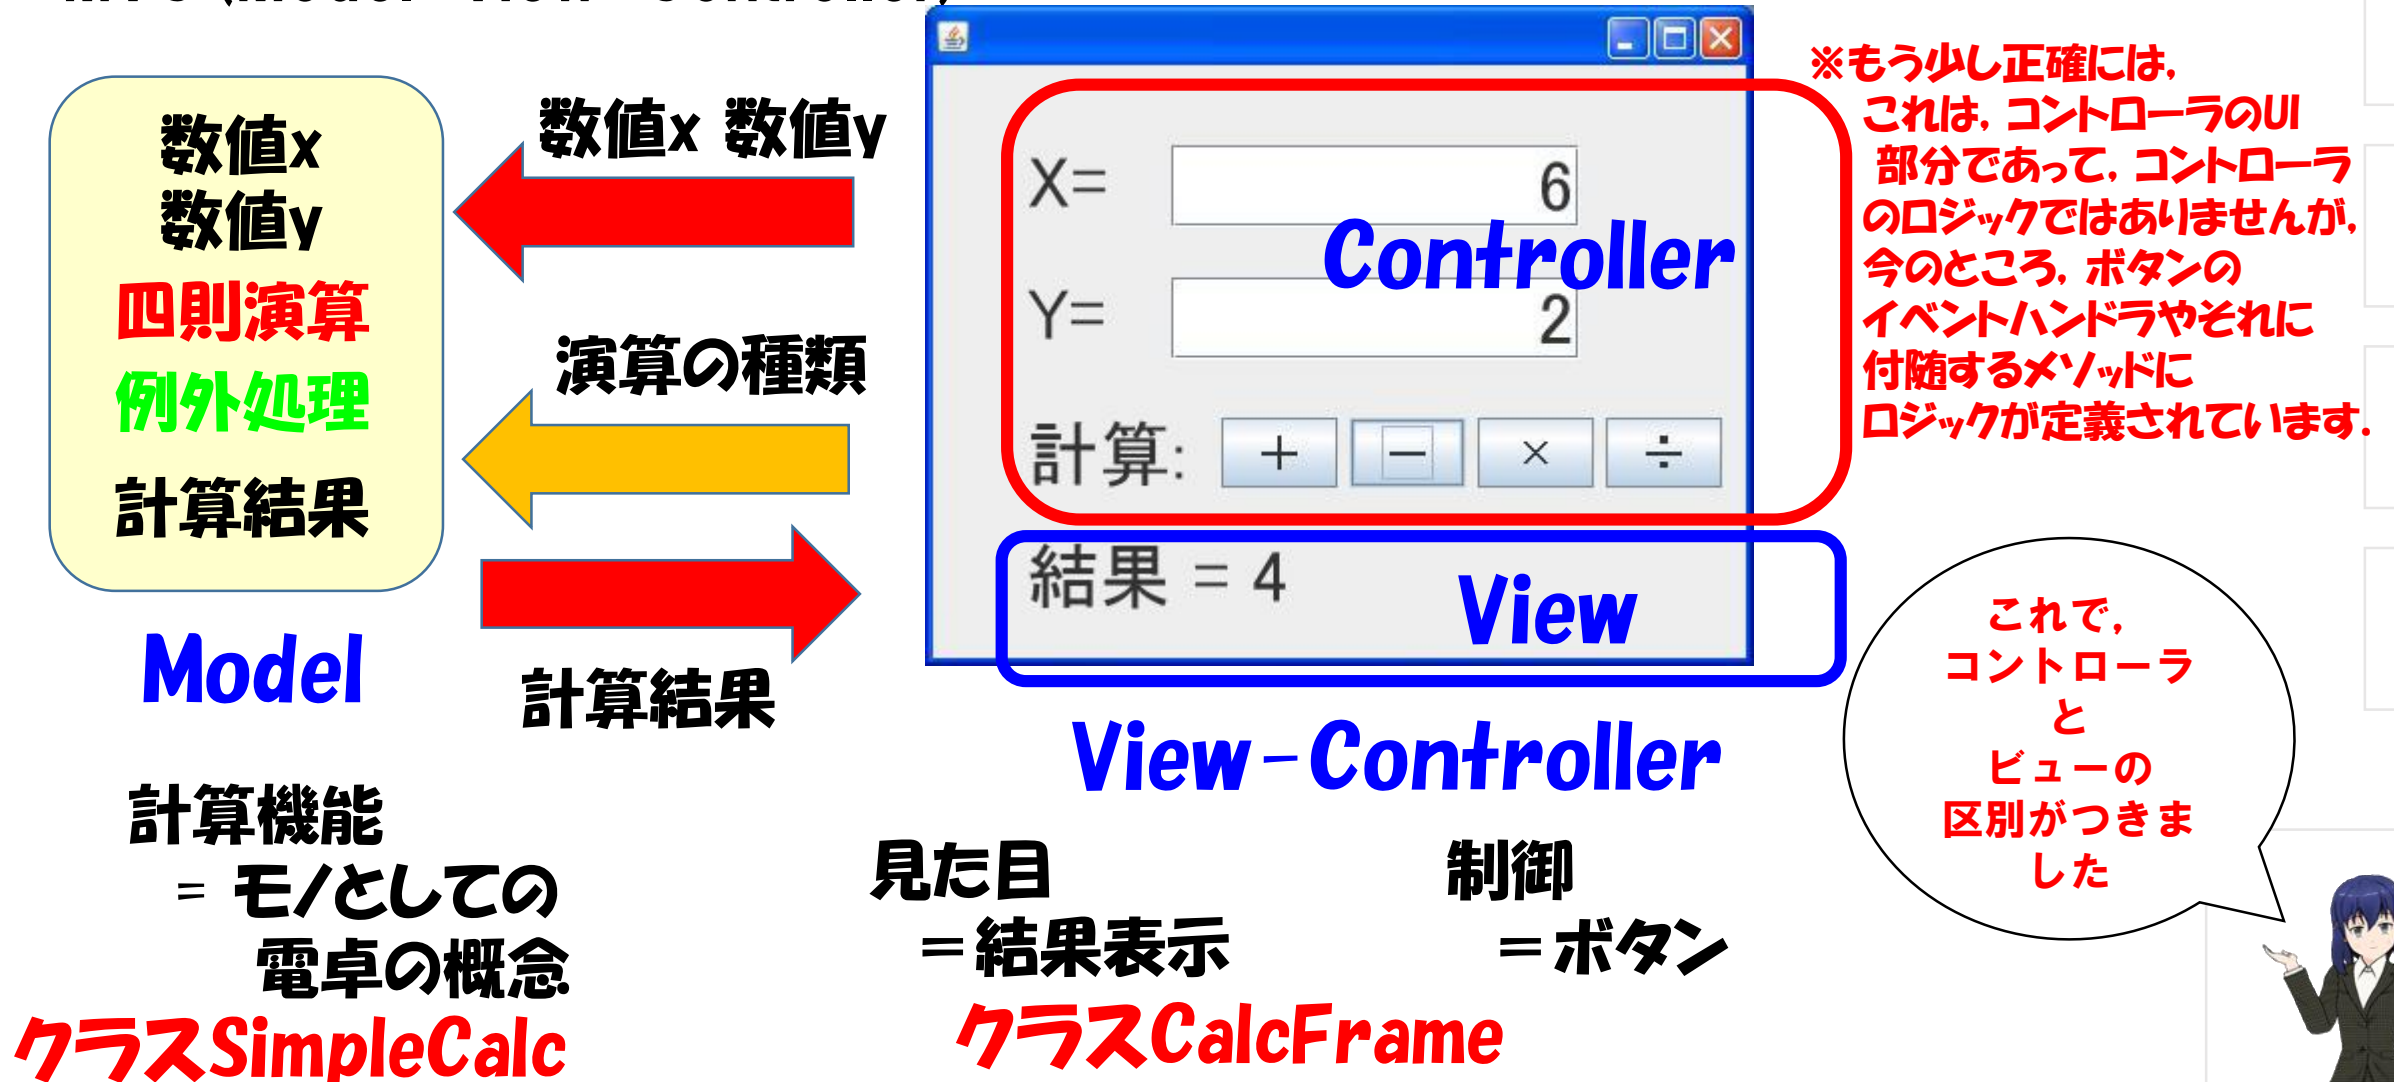 MVC (Model-View-Controller)
数値x
数値y
四則演算
例外処理
計算結果
Model
計算機能
= モノとしての
電卓の概念
クラスSimpleCalc
数値x 数値y
演算の種類
計算結果
X= 6
Y= 2
Controller
計算: + − × ÷
結果 = 4
View
View-Controller
見た目
=結果表示
制御
=ボタン
クラスCalcFrame
※もう少し正確には,
これは, コントローラのUI
部分であって, コントローラ
のロジックではありませんが,
今のところ, ボタンの
イベントハンドラやそれに
付随するメソッドに
ロジックが定義されています.
これで,
コントローラ
と
ビューの
区別がつきま
した